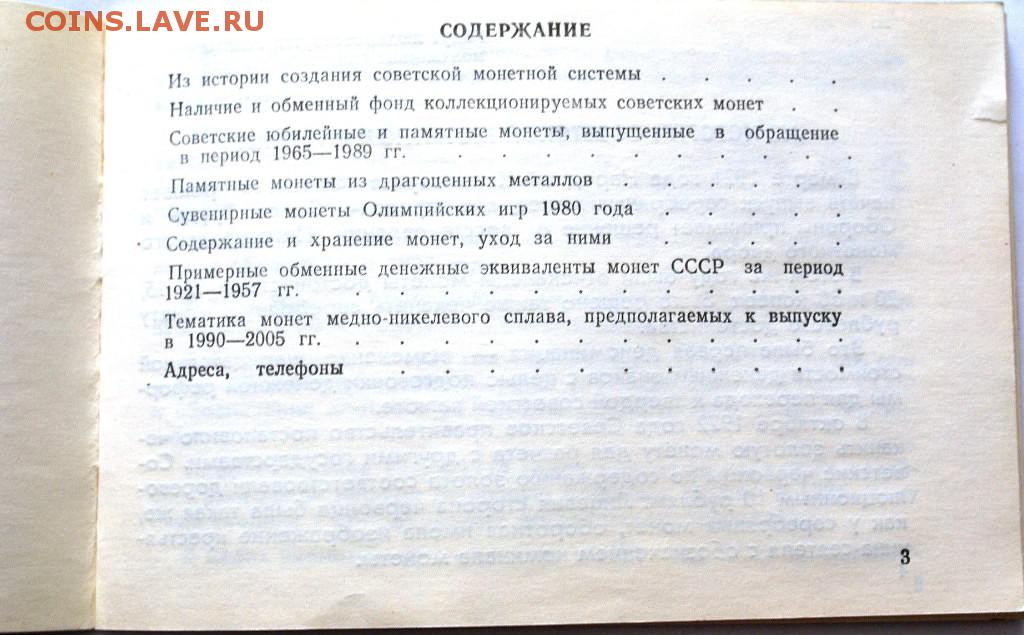 COINS.LAVE.RU
СОДЕРЖАНИЕ
Из истории создания советской монетной системы . . . . .
Наличие и обменный фонд коллекционируемых советских монет . .
Советские юбилейные и памятные монеты, выпущенные в обращение
в период 1965—1989 гг. . . . . . . . . . .
Памятные монеты из драгоценных металлов . . . . . .
Сувенирные монеты Олимпийских игр 1980 года . . . . .
Содержание и хранение монет, уход за ними . . . . .
Примерные обменные денежные эквиваленты монет СССР за период
1921—1957 гг. . . . . . . . . . . . .
Тематика монет медно-никелевого сплава, предполагаемых к выпуску
в 1990—2005 гг. . . . . . . . . . . . .
Адреса, телефоны . . . . . . . . . . .
3